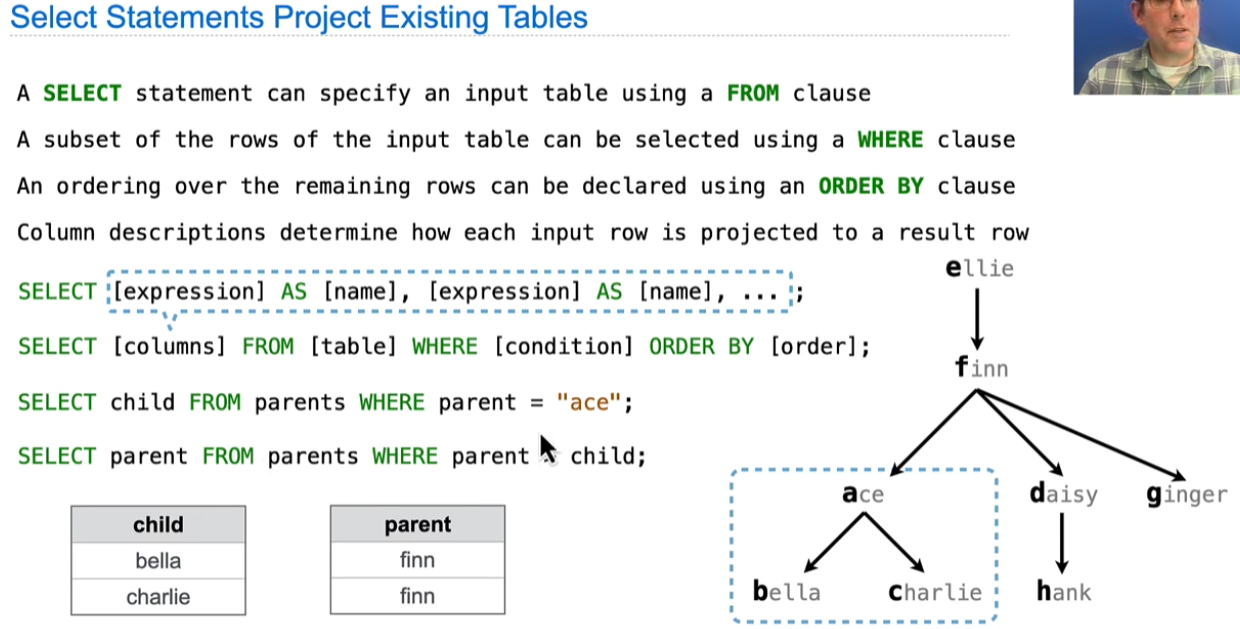 Select Statements Project Existing Tables
A SELECT statement can specify an input table using a FROM clause
A subset of the rows of the input table can be selected using a WHERE clause
An ordering over the remaining rows can be declared using an ORDER BY clause
Column descriptions determine how each input row is projected to a result row
SELECT [expression] AS [name], [expression] AS [name], ... ;
SELECT [columns] FROM [table] WHERE [condition] ORDER BY [order];
SELECT child FROM parents WHERE parent = "ace";
SELECT parent FROM parents WHERE parent child;
child
bella
charlie
parent
finn
finn
ellie
finn
ace
daisy
ginger
bella
charlie
hank